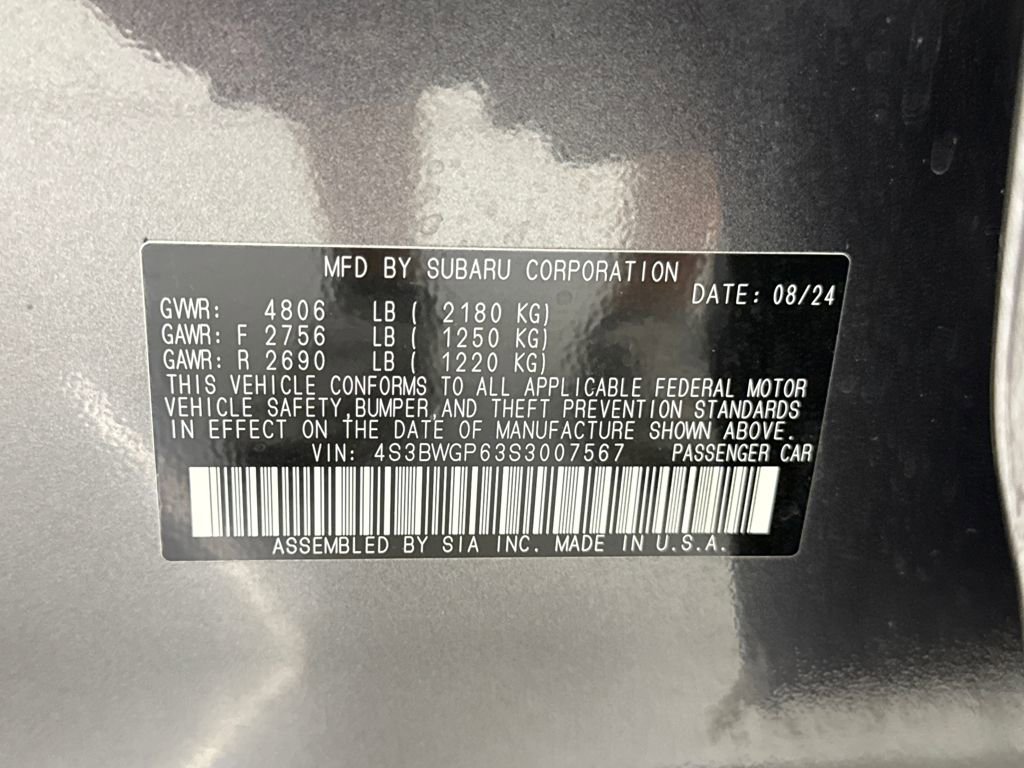 MFD BY SUBARU CORPORATION
DATE: 08/24
GVWR: 4806 LB ( 2180 KG)
GAWR: F 2756 LB ( 1250 KG)
GAWR: R 2690 LB ( 1220 KG)
THIS VEHICLE CONFORMS TO ALL APPLICABLE FEDERAL MOTOR
VEHICLE SAFETY,BUMPER,AND THEFT PREVENTION STANDARDS
IN EFFECT ON THE DATE OF MANUFACTURE SHOWN ABOVE.
VIN: 4S3BWGP63S3007567 PASSENGER CAR
ASSEMBLED BY SIA INC. MADE IN U.S.A.